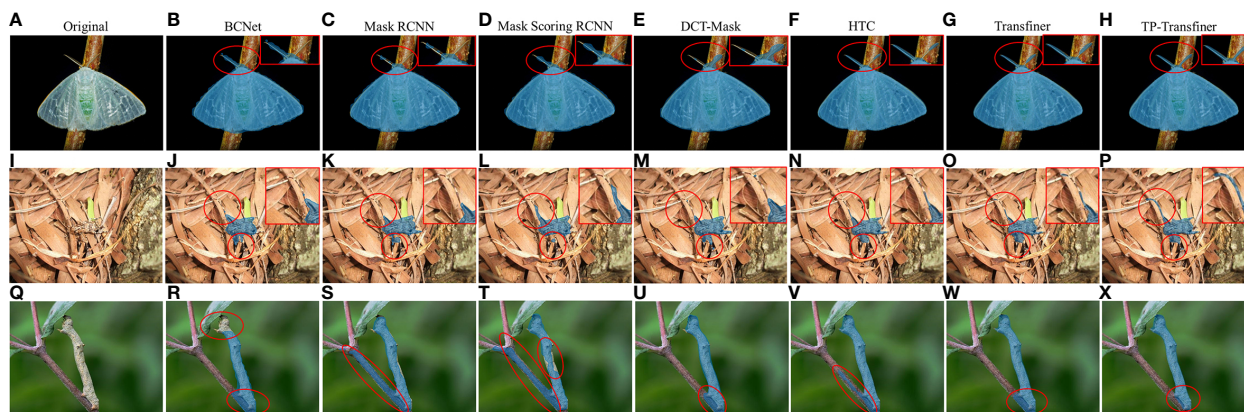 A B C D E F G H
Original BCNet Mask RCNN Mask Scoring RCNN DCT-Mask HTC Transfiner TP-Transfiner
I J K L M N O P
Q R S T U V W X